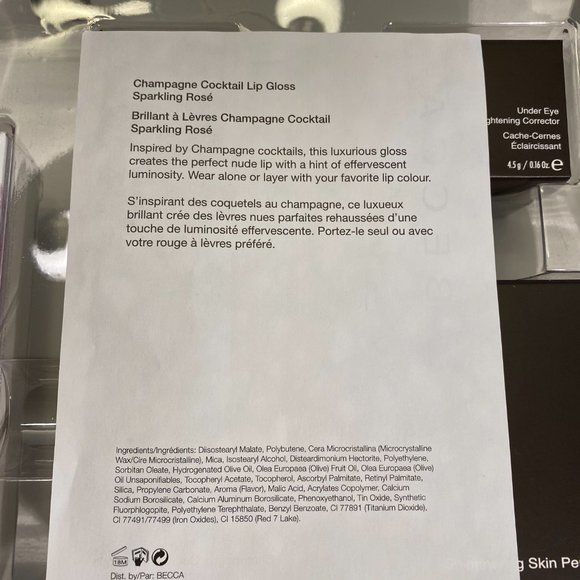 Champagne Cocktail Lip Gloss
Sparkling Rosé
Brillant à Lèvres Champagne Cocktail
Sparkling Rosé
Inspired by Champagne cocktails, this luxurious gloss
creates the perfect nude lip with a hint of effervescent
luminosity. Wear alone or layer with your favorite lip colour.
S'inspirant des coquetels au champagne, ce luxueux
brillant crée des lèvres nues parfaites rehaussées d'une
touche de luminosité effervescente. Portez-le seul ou avec
votre rouge à lèvres préféré.
Ingredients/Ingrédients: Diisostearyl Malate, Polybutene, Cera Microcristallina (Microcrystalline
Wax/Cire Microcristalline), Mica, Isostearyl Alcohol, Disteardimonium Hectorite, Polyethylene,
Sorbitan Oleate, Hydrogenated Olive Oil, Olea Europaea (Olive) Fruit Oil, Olea Europaea (Olive)
Oil Unsaponifiables, Tocopheryl Acetate, Tocopherol, Ascorbyl Palmitate, Retinyl Palmitate,
Silica, Propylene Carbonate, Aroma (Flavor), Malic Acid, Acrylates Copolymer, Calcium
Sodium Borosilicate, Calcium Aluminum Borosilicate, Phenoxyethanol, Tin Oxide, Synthetic
Fluorphlogopite, Polyethylene Terephthalate, Benzyl Benzoate, CI 77891 (Titanium Dioxide),
CI 77491/77499 (Iron Oxides), CI 15850 (Red 7 Lake).
18M
Dist. by/Par: BECCA
Under Eye
ghtening Corrector
Cache-Cernes
Éclaircissant
4.5 g / 0.16 Oz. e
g Skin Pe